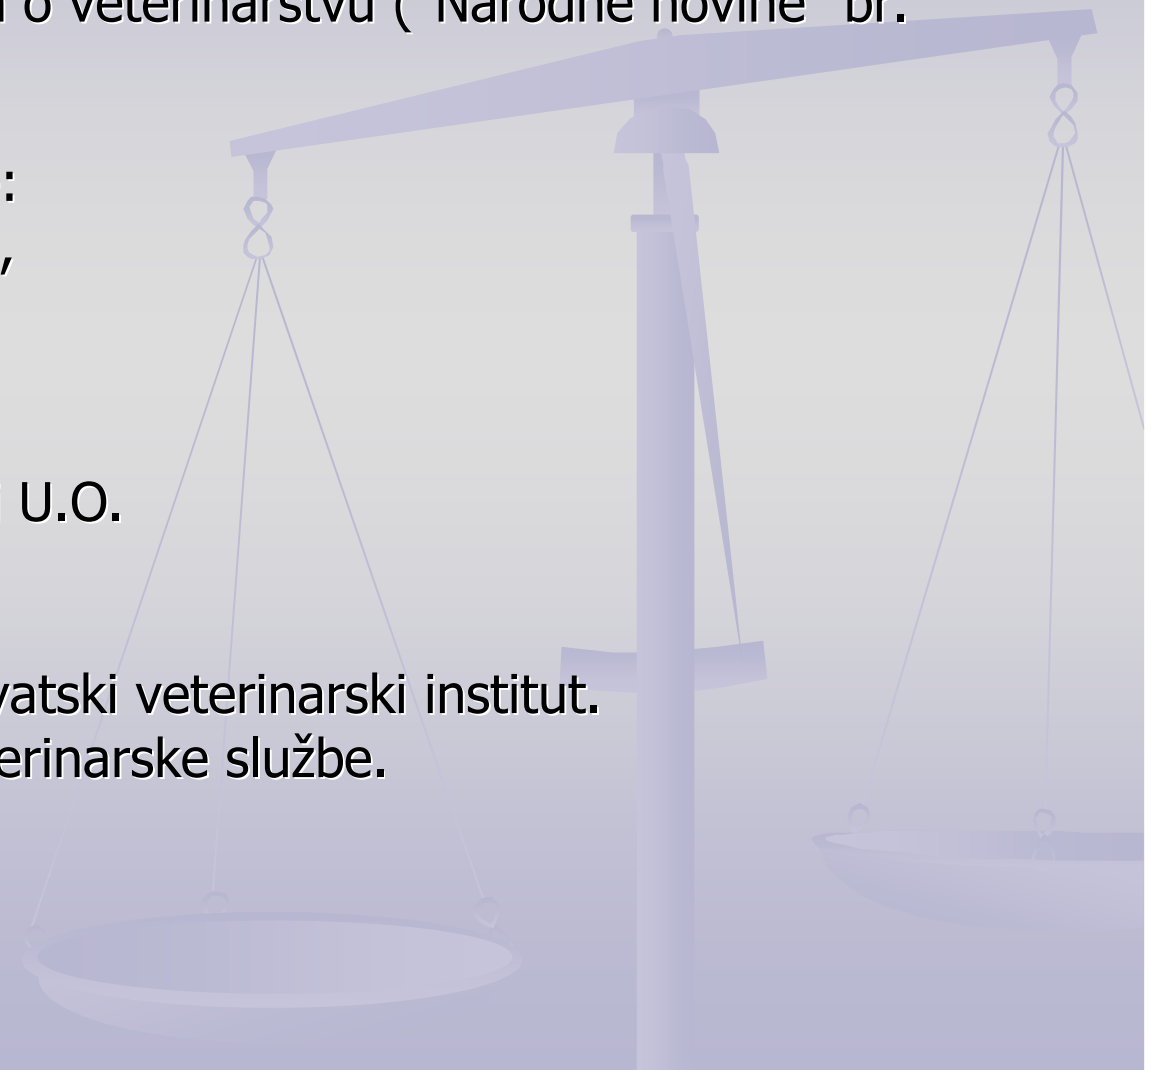 o veterinarstvu ("Narodne novine" br.
:
,
U.O.
vatski veterinarski institut.
erinarske službe.